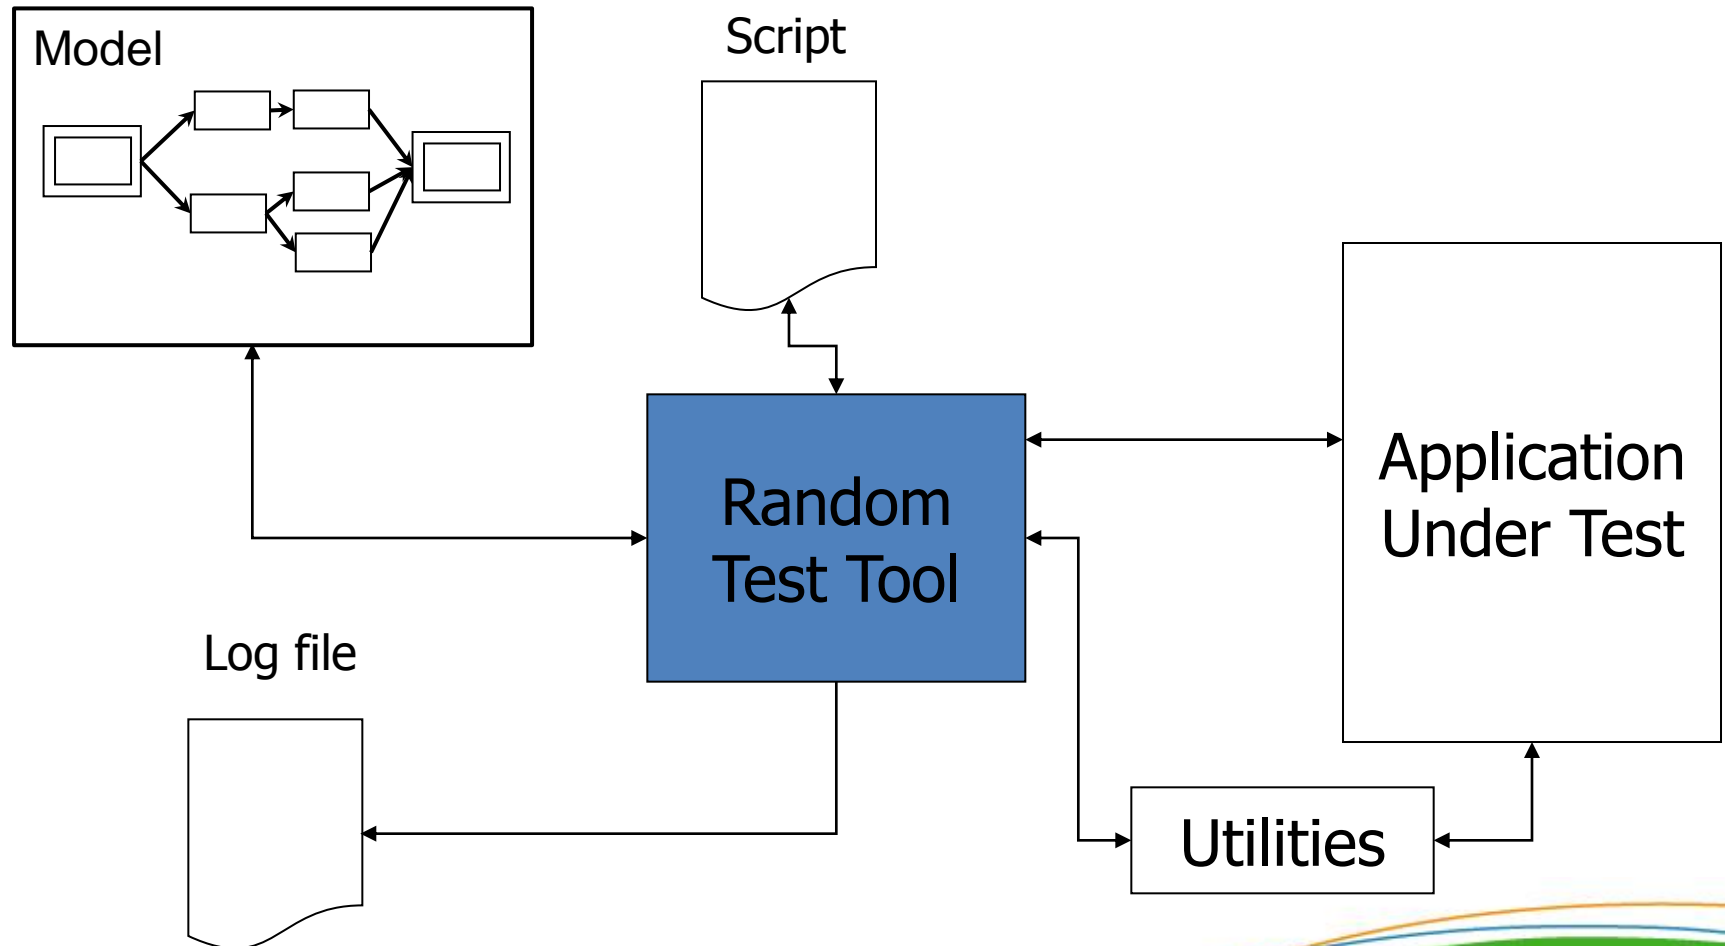 Model
Script
Random
Test Tool
Application
Under Test
Log file
Utilities